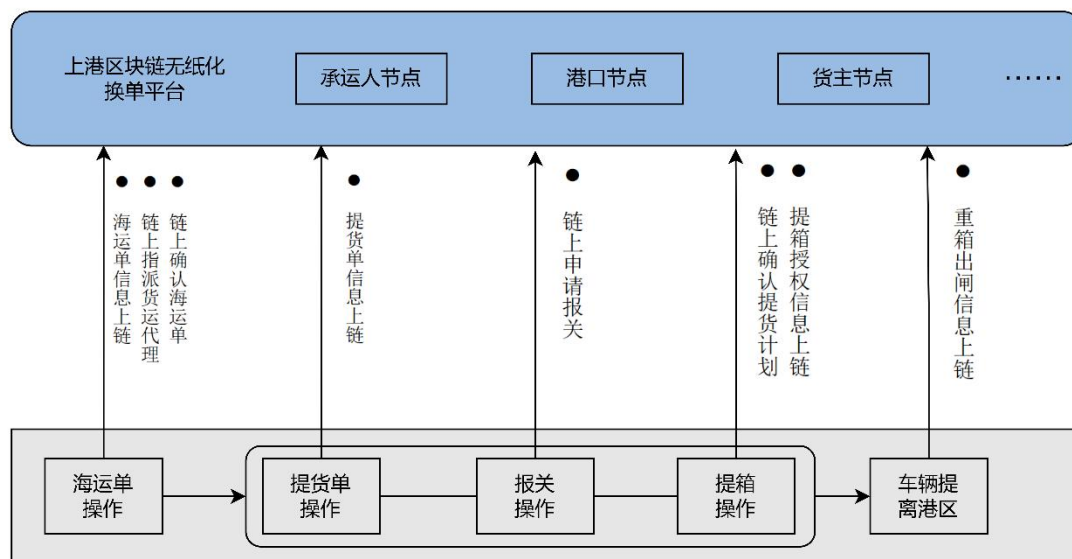 上港区块链无纸化
换单平台
承运人节点
港口节点
货主节点
……
● 海运单信息上链
● 链上指派货运代理
● 链上确认海运单
● 提货单信息上链
● 链上申请报关
● 链上确认提货计划
● 提箱授权信息上链
● 重箱出闸信息上链
海运单
操作
提货单
操作
报关
操作
提箱
操作
车辆提
离港区